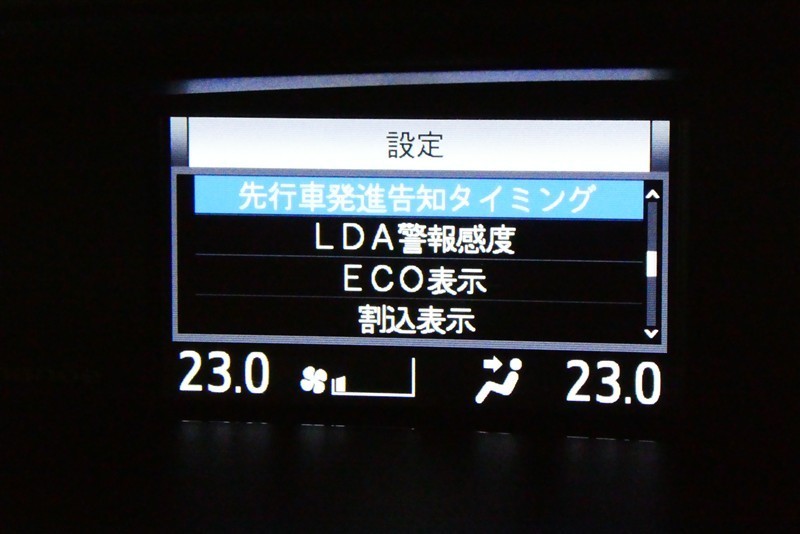 設定
先行車発進告知タイミング
ＬＤＡ警報感度
ＥＣＯ表示
割込表示
23.0 23.0